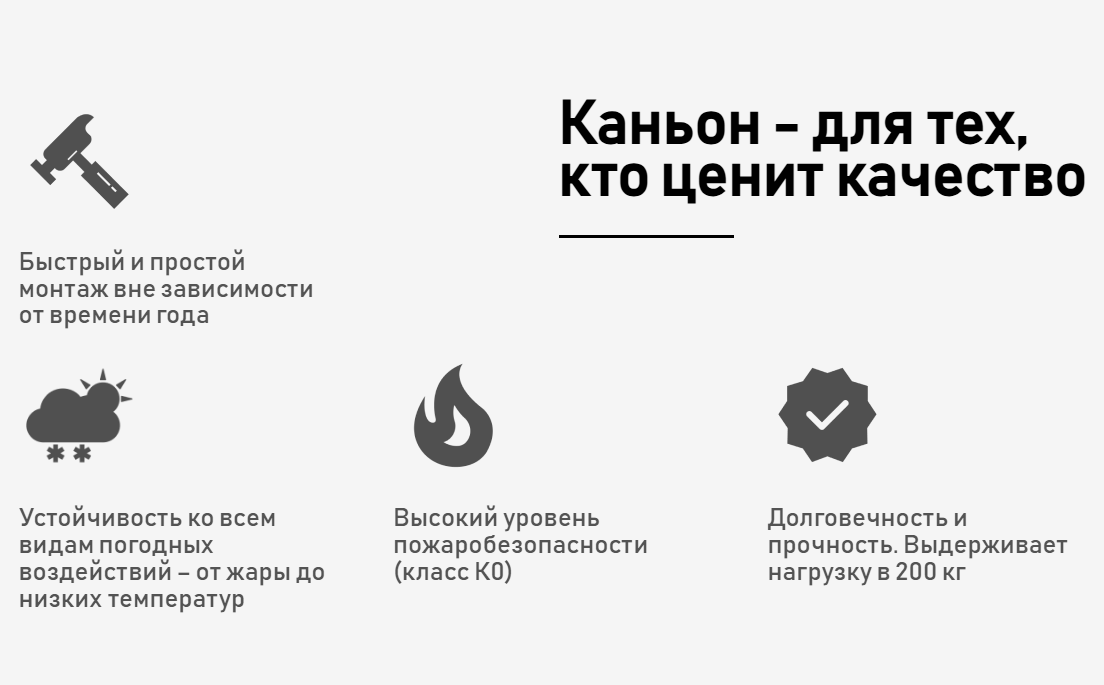 Каньон – для тех,
кто ценит качество
Быстрый и простой
монтаж вне зависимости
от времени года
Устойчивость ко всем
видам погодных
воздействий – от жары до
низких температур
Высокий уровень
пожаробезопасности
(класс К0)
Долговечность и
прочность. Выдерживает
нагрузку в 200 кг